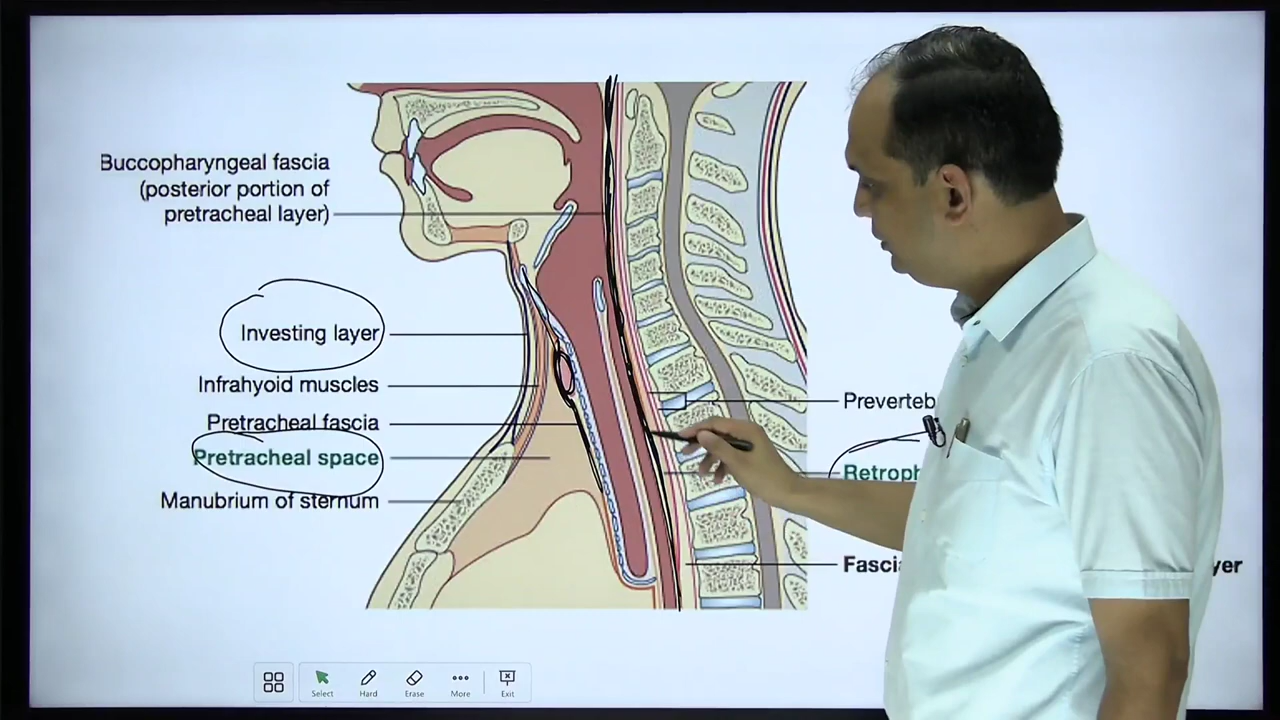 Buccopharyngeal fascia
(posterior portion of
pretracheal layer)
Investing layer
Infrahyoid muscles
Pretracheal fascia
Pretracheal space
Manubrium of sternum
Preverteb
Retroph
Fascia
yer
Select
Hard
Erase
More
Exit